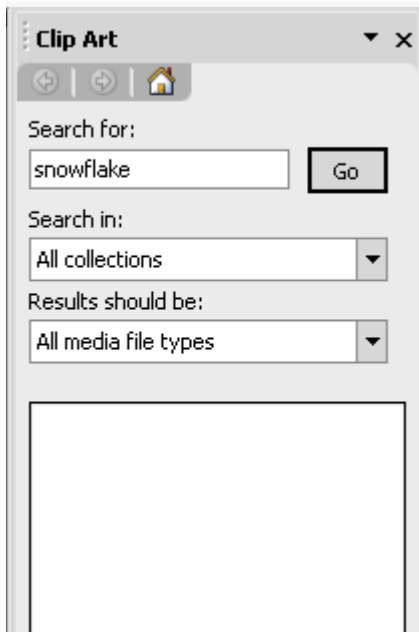 Clip Art
Search for:
snowflake Go
Search in:
All collections
Results should be:
All media file types